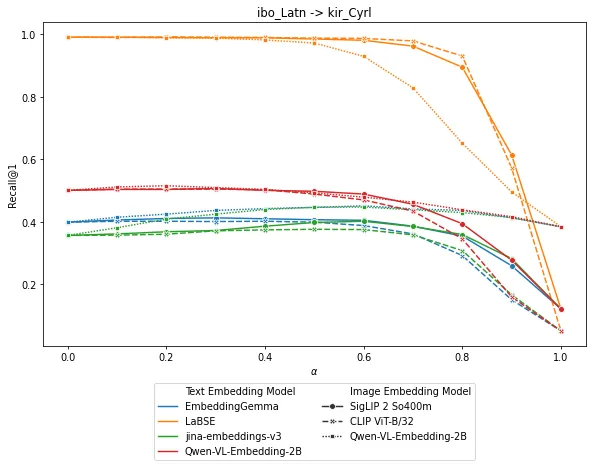 ibo_Latn -> kir_Cyrl
Recall@1
1.0
0.8
0.6
0.4
0.2
0.0 0.2 0.4 0.6 0.8 1.0
α
Text Embedding Model Image Embedding Model
EmbeddingGemma SigLIP 2 So400m
LaBSE CLIP ViT-B/32
jina-embeddings-v3 Qwen-VL-Embedding-2B
Qwen-VL-Embedding-2B